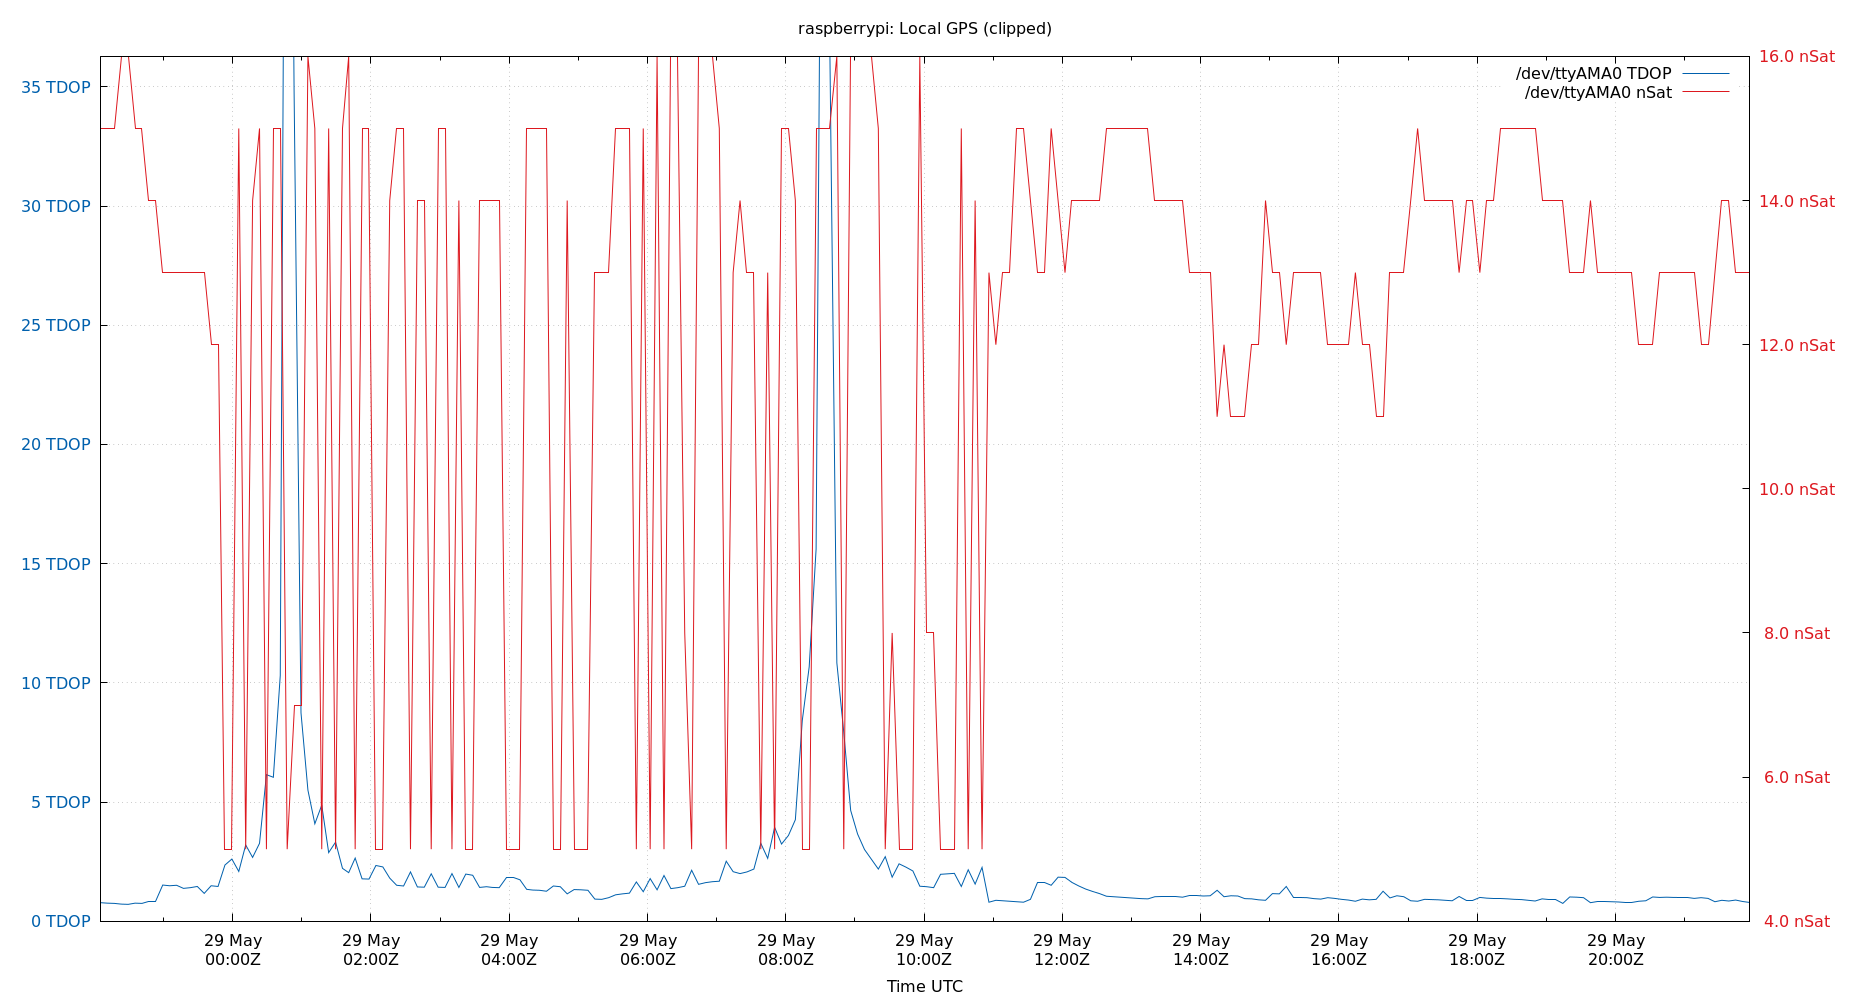 raspberrypi: Local GPS (clipped)
/dev/ttyAMA0 TDOP
/dev/ttyAMA0 nSat
35 TDOP
30 TDOP
25 TDOP
20 TDOP
15 TDOP
10 TDOP
5 TDOP
0 TDOP
16.0 nSat
14.0 nSat
12.0 nSat
10.0 nSat
8.0 nSat
6.0 nSat
4.0 nSat
29 May
00:00Z
29 May
02:00Z
29 May
04:00Z
29 May
06:00Z
29 May
08:00Z
29 May
10:00Z
29 May
12:00Z
29 May
14:00Z
29 May
16:00Z
29 May
18:00Z
29 May
20:00Z
Time UTC